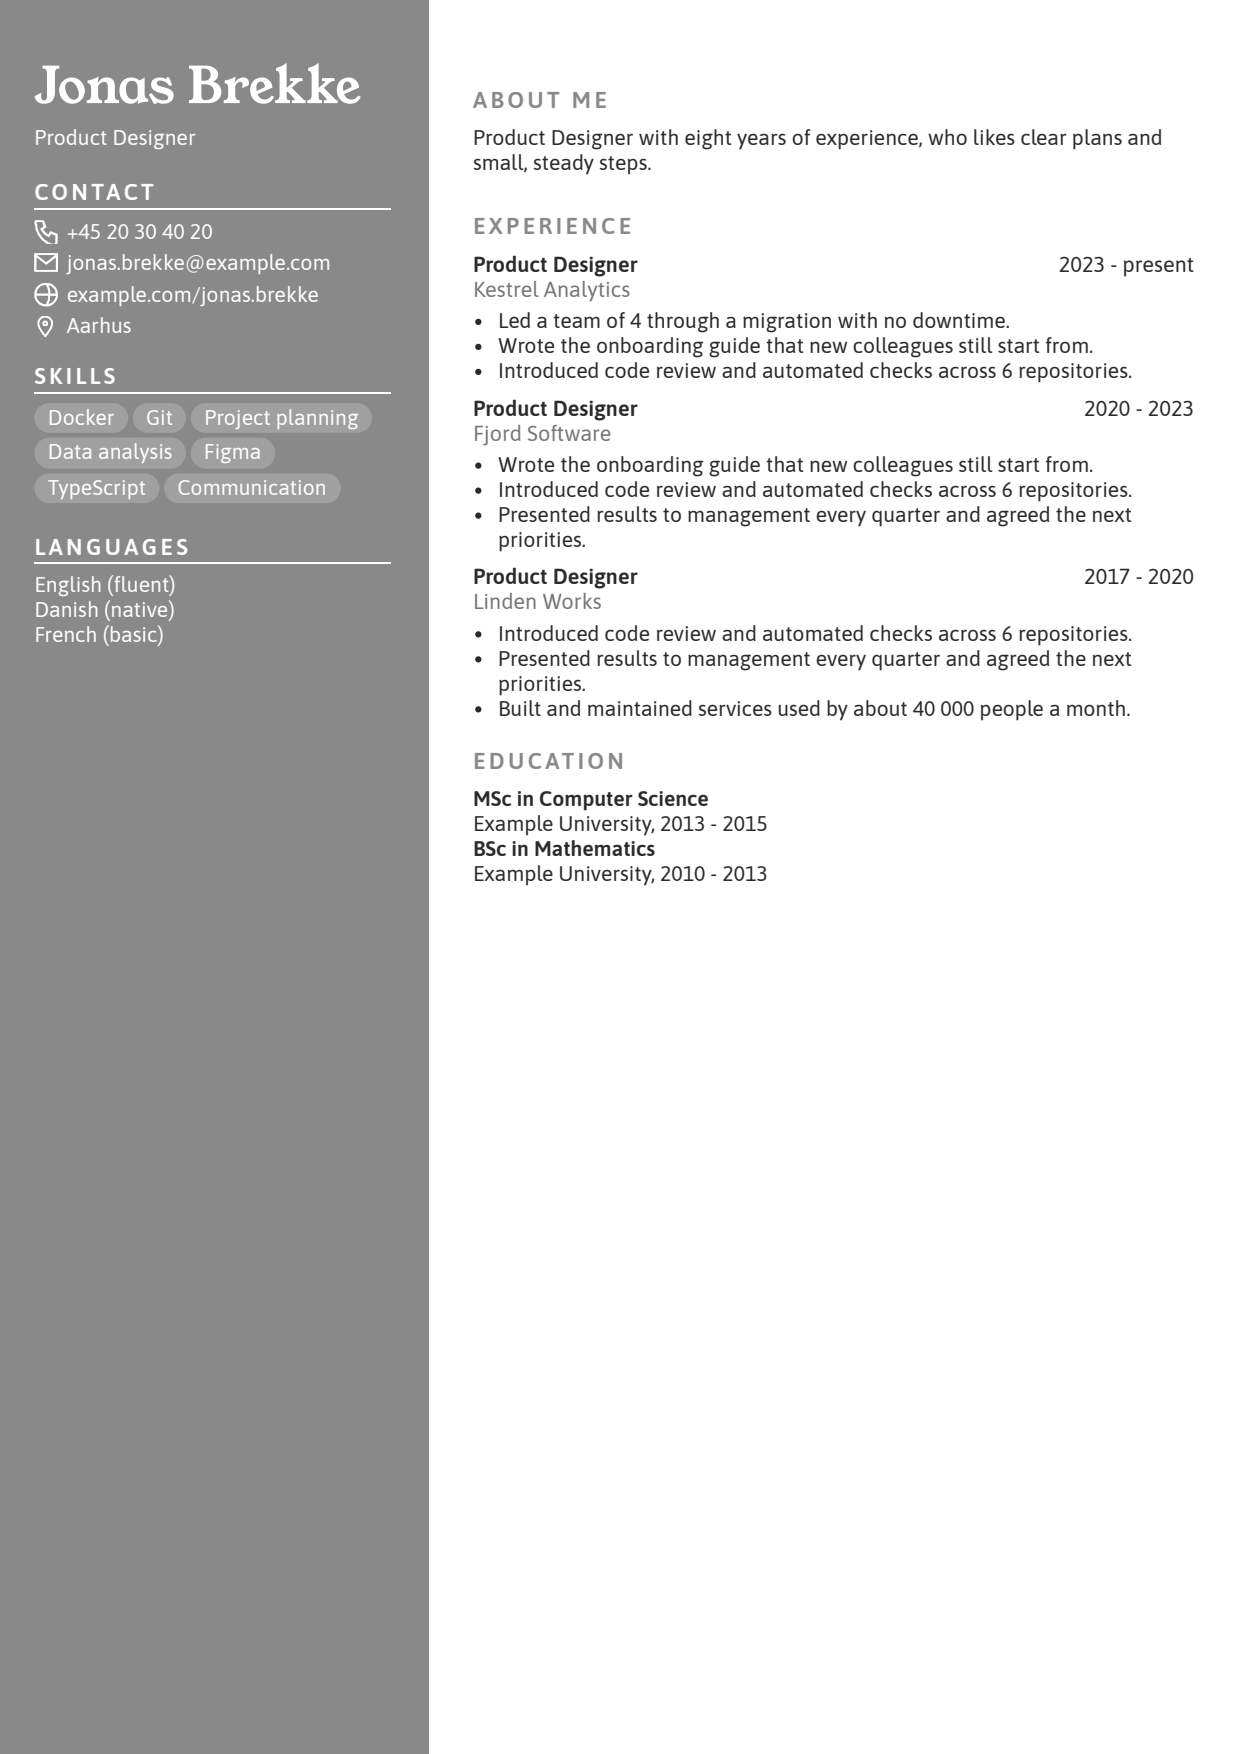 Jonas Brekke
Product Designer
CONTACT
+45 20 30 40 20
jonas.brekke@example.com
example.com/jonas.brekke
Aarhus
SKILLS
Docker Git Project planning
Data analysis Figma
TypeScript Communication
LANGUAGES
English (fluent)
Danish (native)
French (basic)
ABOUT ME
Product Designer with eight years of experience, who likes clear plans and
small, steady steps.
EXPERIENCE
Product Designer 2023 - present
Kestrel Analytics
• Led a team of 4 through a migration with no downtime.
• Wrote the onboarding guide that new colleagues still start from.
• Introduced code review and automated checks across 6 repositories.
Product Designer 2020 - 2023
Fjord Software
• Wrote the onboarding guide that new colleagues still start from.
• Introduced code review and automated checks across 6 repositories.
• Presented results to management every quarter and agreed the next
priorities.
Product Designer 2017 - 2020
Linden Works
• Introduced code review and automated checks across 6 repositories.
• Presented results to management every quarter and agreed the next
priorities.
• Built and maintained services used by about 40 000 people a month.
EDUCATION
MSc in Computer Science
Example University, 2013 - 2015
BSc in Mathematics
Example University, 2010 - 2013